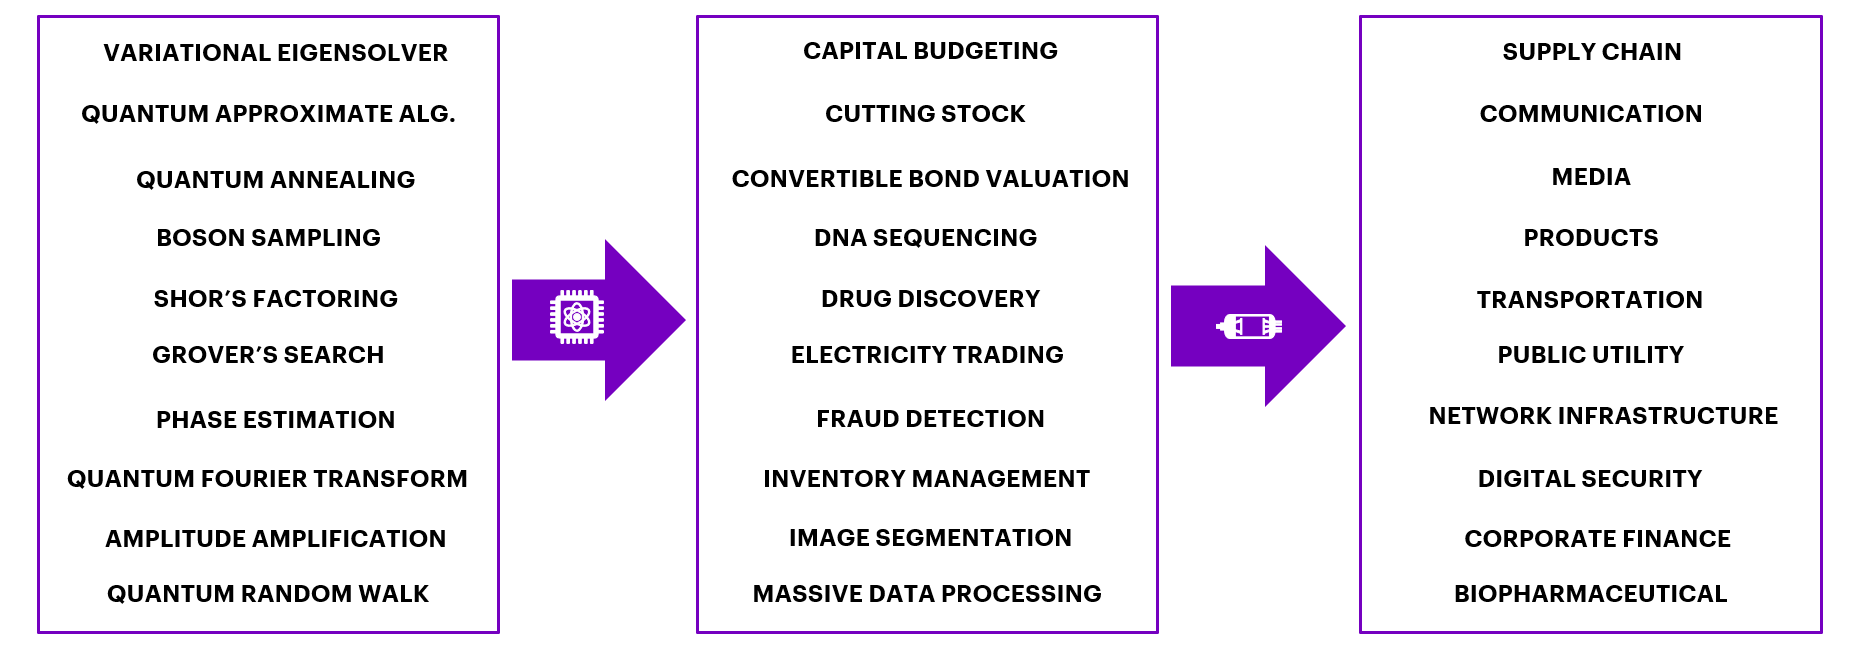 VARIATIONAL EIGENSOLVER
QUANTUM APPROXIMATE ALG.
QUANTUM ANNEALING
BOSON SAMPLING
SHOR’S FACTORING
GROVER’S SEARCH
PHASE ESTIMATION
QUANTUM FOURIER TRANSFORM
AMPLITUDE AMPLIFICATION
QUANTUM RANDOM WALK
CAPITAL BUDGETING
CUTTING STOCK
CONVERTIBLE BOND VALUATION
DNA SEQUENCING
DRUG DISCOVERY
ELECTRICITY TRADING
FRAUD DETECTION
INVENTORY MANAGEMENT
IMAGE SEGMENTATION
MASSIVE DATA PROCESSING
SUPPLY CHAIN
COMMUNICATION
MEDIA
PRODUCTS
TRANSPORTATION
PUBLIC UTILITY
NETWORK INFRASTRUCTURE
DIGITAL SECURITY
CORPORATE FINANCE
BIOPHARMACEUTICAL